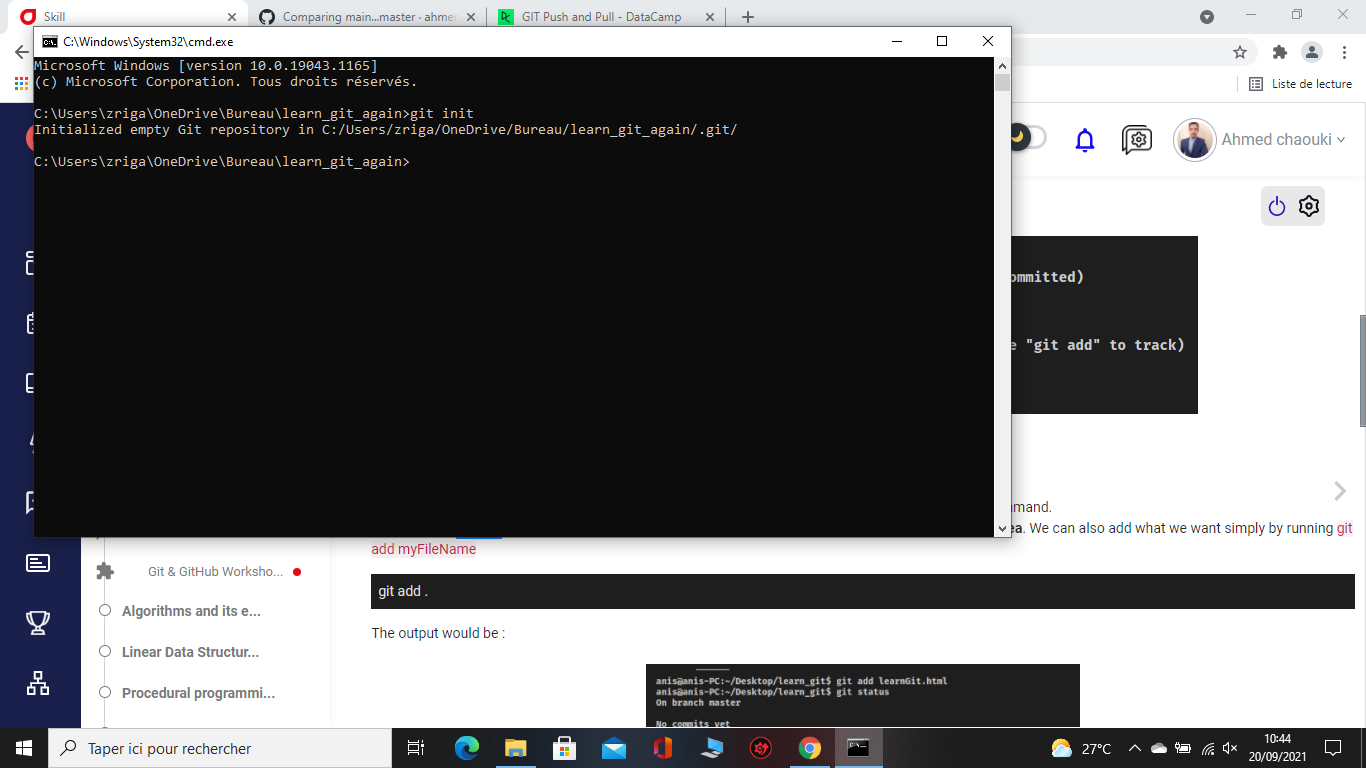 Skill
Comparing main...master · ahmed
GIT Push and Pull - DataCamp
C:\Windows\System32\cmd.exe
Liste de lecture
Microsoft Windows [version 10.0.19043.1165]
(c) Microsoft Corporation. Tous droits réservés.
C:\Users\zriga\OneDrive\Bureau\learn_git_again>git init
Initialized empty Git repository in C:/Users/zriga/OneDrive/Bureau/learn_git_again/.git/
C:\Users\zriga\OneDrive\Bureau\learn_git_again>
Ahmed chaouki
ommitted)
"git add" to track)
mand.
. We can also add what we want simply by running git
add myFileName
Git & GitHub Worksho...
git add .
Algorithms and its e...
The output would be :
Linear Data Structur...
Procedural programmi...
anis@anis-PC:~/Desktop/learn_git$ git add learnGit.html
anis@anis-PC:~/Desktop/learn_git$ git status
On branch master
No commits yet
Taper ici pour rechercher
27°C
10:44
20/09/2021